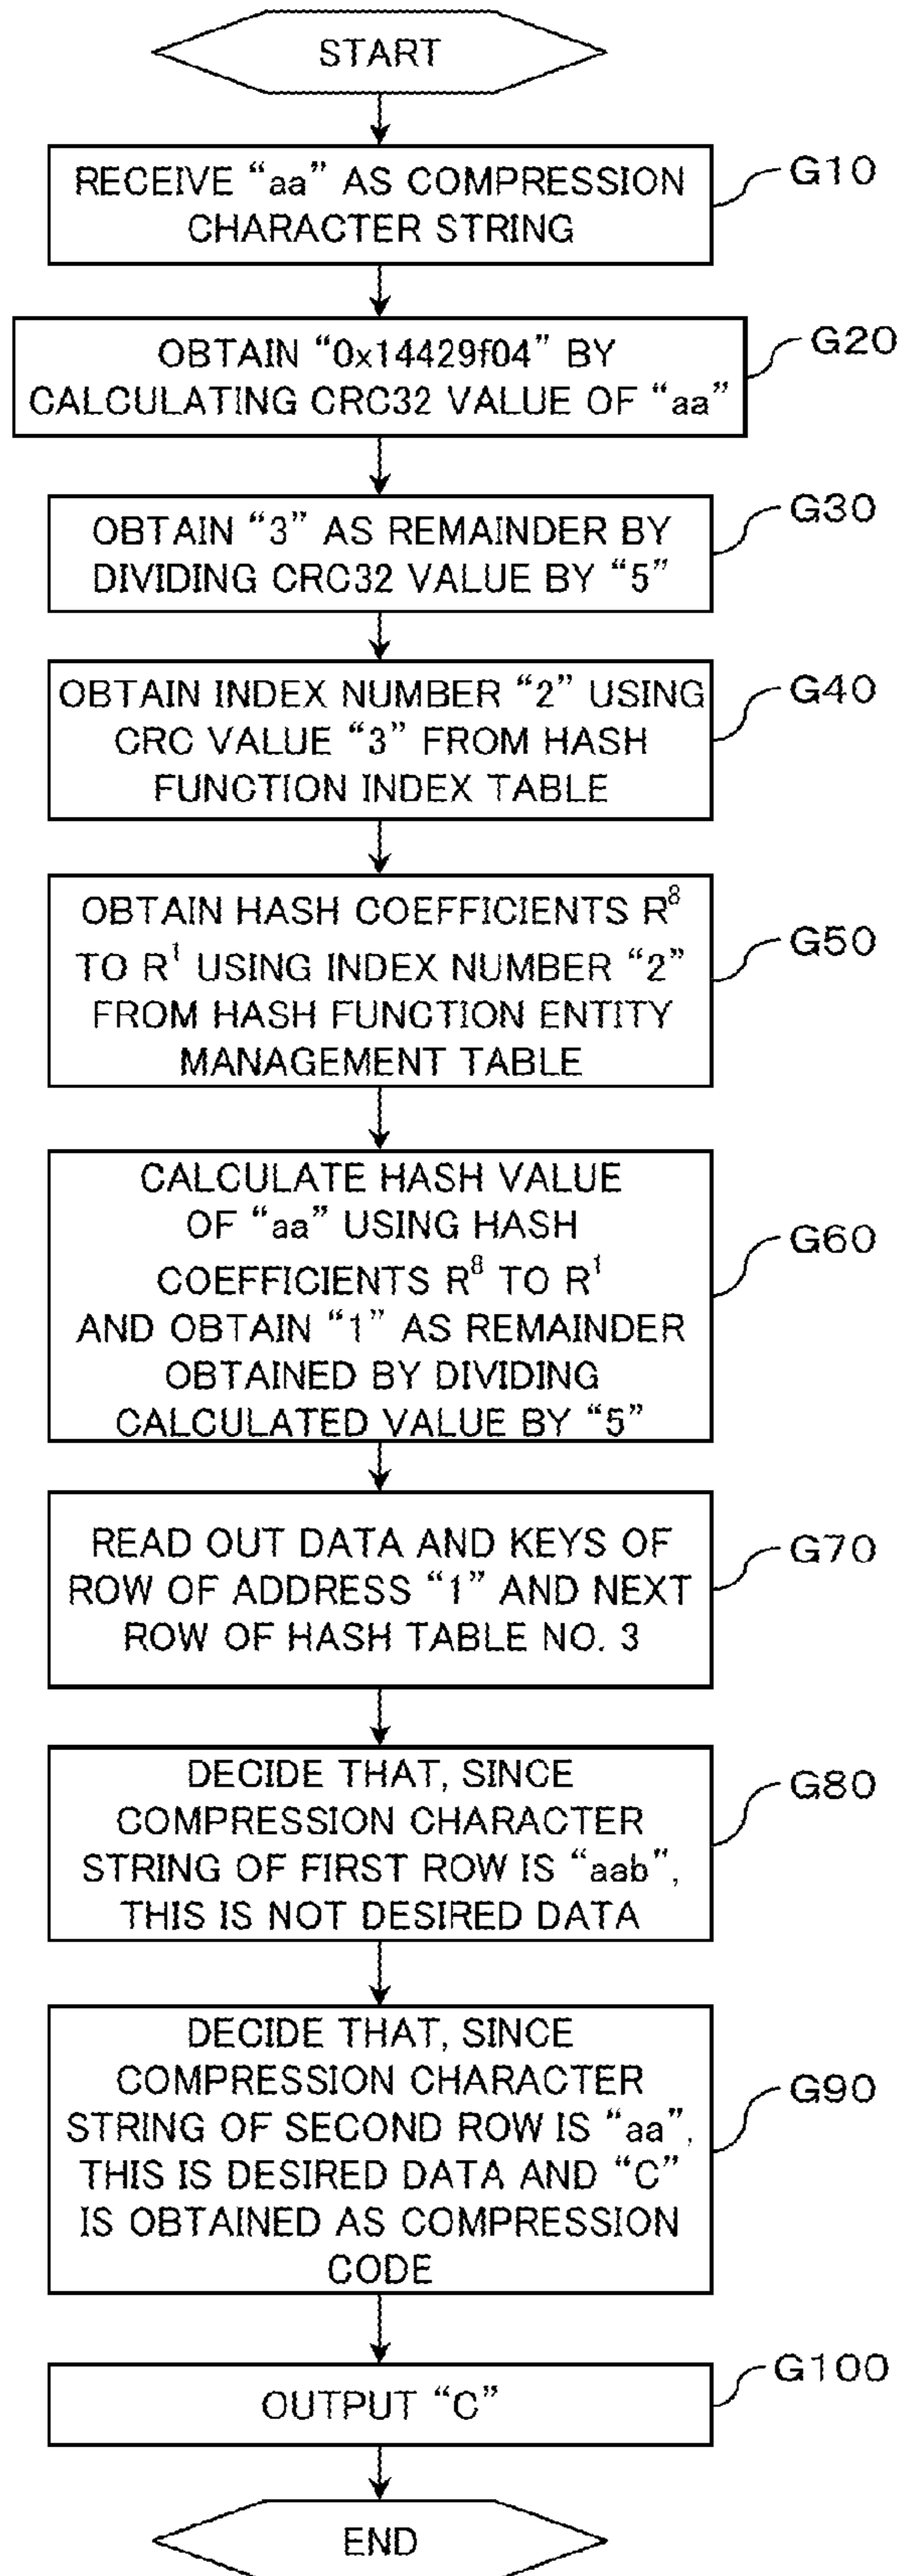 START
RECEIVE “aa” AS COMPRESSION
CHARACTER STRING
G10
OBTAIN “0x14429f04” BY
CALCULATING CRC32 VALUE OF “aa”
G20
OBTAIN “3” AS REMAINDER BY
DIVIDING CRC32 VALUE BY “5”
G30
OBTAIN INDEX NUMBER “2” USING
CRC VALUE “3” FROM HASH
FUNCTION INDEX TABLE
G40
OBTAIN HASH COEFFICIENTS R⁸
TO R¹ USING INDEX NUMBER “2”
FROM HASH FUNCTION ENTITY
MANAGEMENT TABLE
G50
CALCULATE HASH VALUE
OF “aa” USING HASH
COEFFICIENTS R⁸ TO R¹
AND OBTAIN “1” AS REMAINDER
OBTAINED BY DIVIDING
CALCULATED VALUE BY “5”
G60
READ OUT DATA AND KEYS OF
ROW OF ADDRESS “1” AND NEXT
ROW OF HASH TABLE NO. 3
G70
DECIDE THAT, SINCE
COMPRESSION CHARACTER
STRING OF FIRST ROW IS “aab”,
THIS IS NOT DESIRED DATA
G80
DECIDE THAT, SINCE
COMPRESSION CHARACTER
STRING OF SECOND ROW IS “aa”,
THIS IS DESIRED DATA AND “C”
IS OBTAINED AS COMPRESSION
CODE
G90
OUTPUT “C”
G100
END